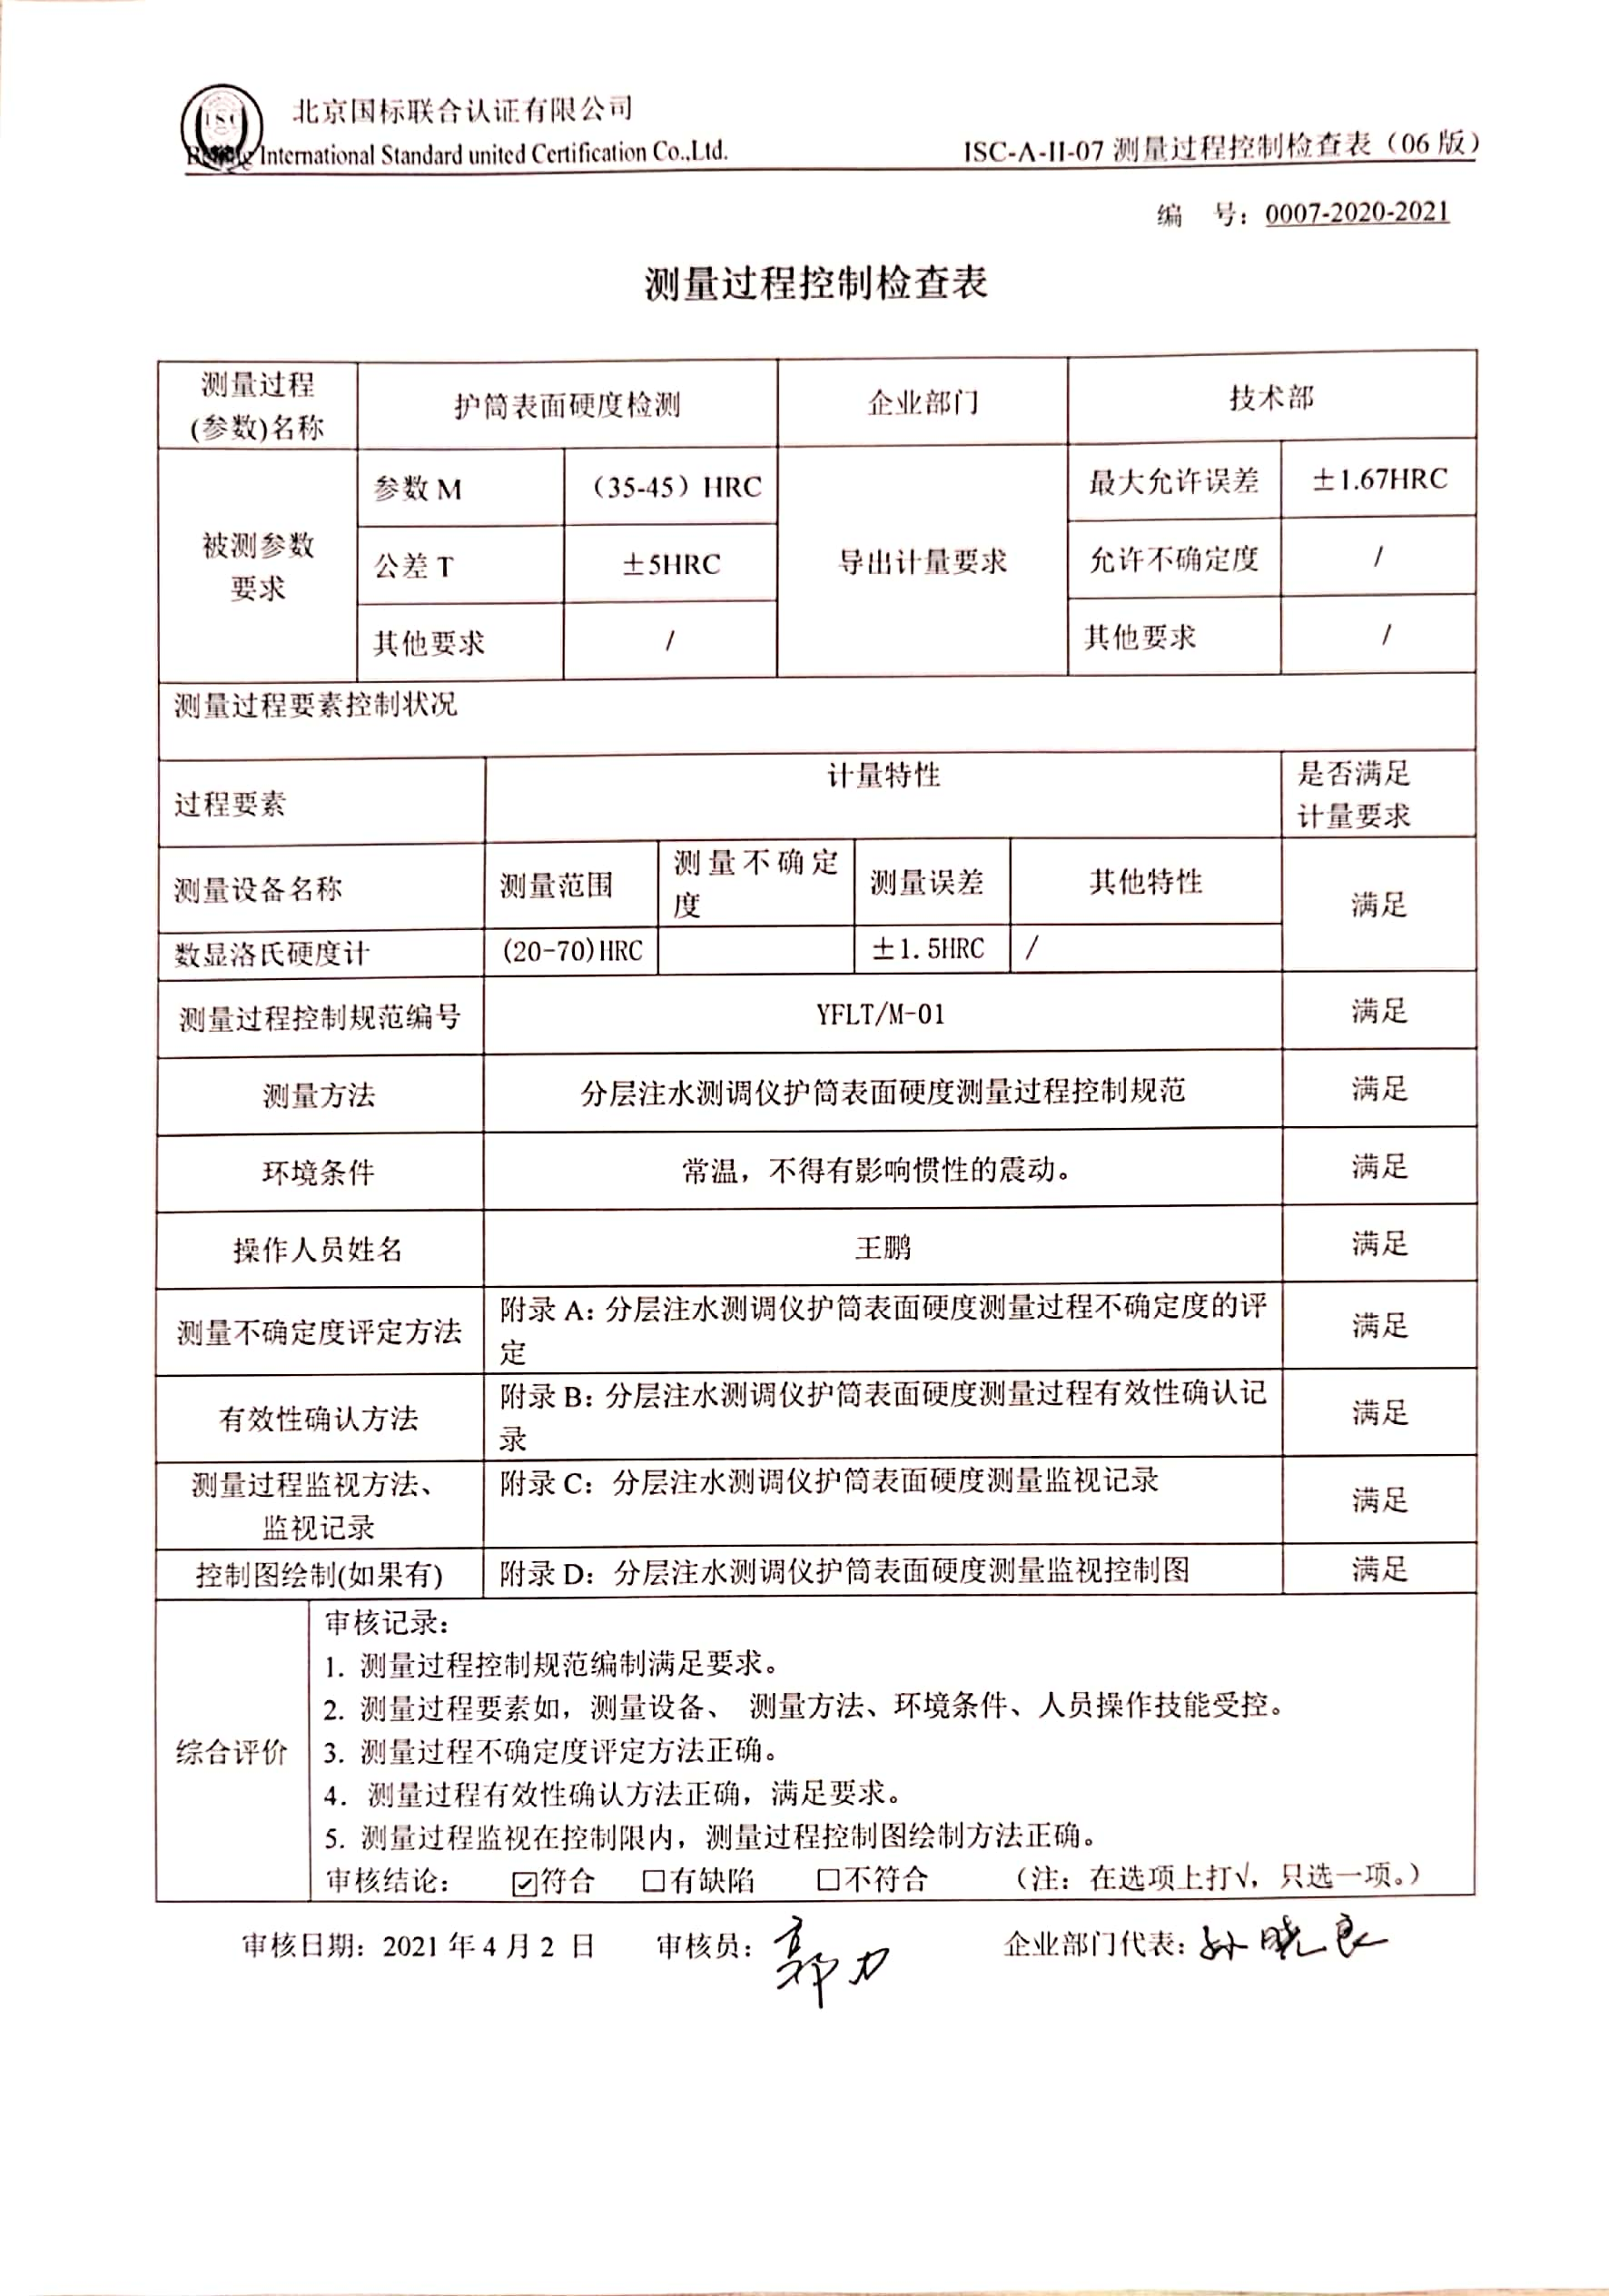 北京国标联合认证有限公司
Beijing International Standard united Certification Co.,Ltd.
ISC-A-II-07 测量过程控制检查表（06 版）
编 号：0007-2020-2021
测量过程控制检查表
测量过程
(参数)名称
护筒表面硬度检测
企业部门
技术部
被测参数
要求
参数 M
（35-45）HRC
导出计量要求
最大允许误差
±1.67HRC
公差 T
±5HRC
允许不确定度
/
其他要求
/
其他要求
/
测量过程要素控制状况
过程要素
计量特性
是否满足
计量要求
测量设备名称
测量范围
测量不确定
度
测量误差
其他特性
满足
数显洛氏硬度计
(20-70)HRC
±1.5HRC
/
测量过程控制规范编号
YFLT/M-01
满足
测量方法
分层注水测调仪护筒表面硬度测量过程控制规范
满足
环境条件
常温，不得有影响惯性的震动。
满足
操作人员姓名
王鹏
满足
测量不确定度评定方法
附录 A：分层注水测调仪护筒表面硬度测量过程不确定度的评
定
满足
有效性确认方法
附录 B：分层注水测调仪护筒表面硬度测量过程有效性确认记
录
满足
测量过程监视方法、
监视记录
附录 C：分层注水测调仪护筒表面硬度测量监视记录
满足
控制图绘制(如果有)
附录 D：分层注水测调仪护筒表面硬度测量监视控制图
满足
综合评价
审核记录：
1. 测量过程控制规范编制满足要求。
2. 测量过程要素如，测量设备、 测量方法、环境条件、人员操作技能受控。
3. 测量过程不确定度评定方法正确。
4. 测量过程有效性确认方法正确，满足要求。
5. 测量过程监视在控制限内，测量过程控制图绘制方法正确。
审核结论： ☑符合 □有缺陷 □不符合 （注：在选项上打√，只选一项。）
审核日期：2021 年 4 月 2 日 审核员：郭力 企业部门代表：孙晓良